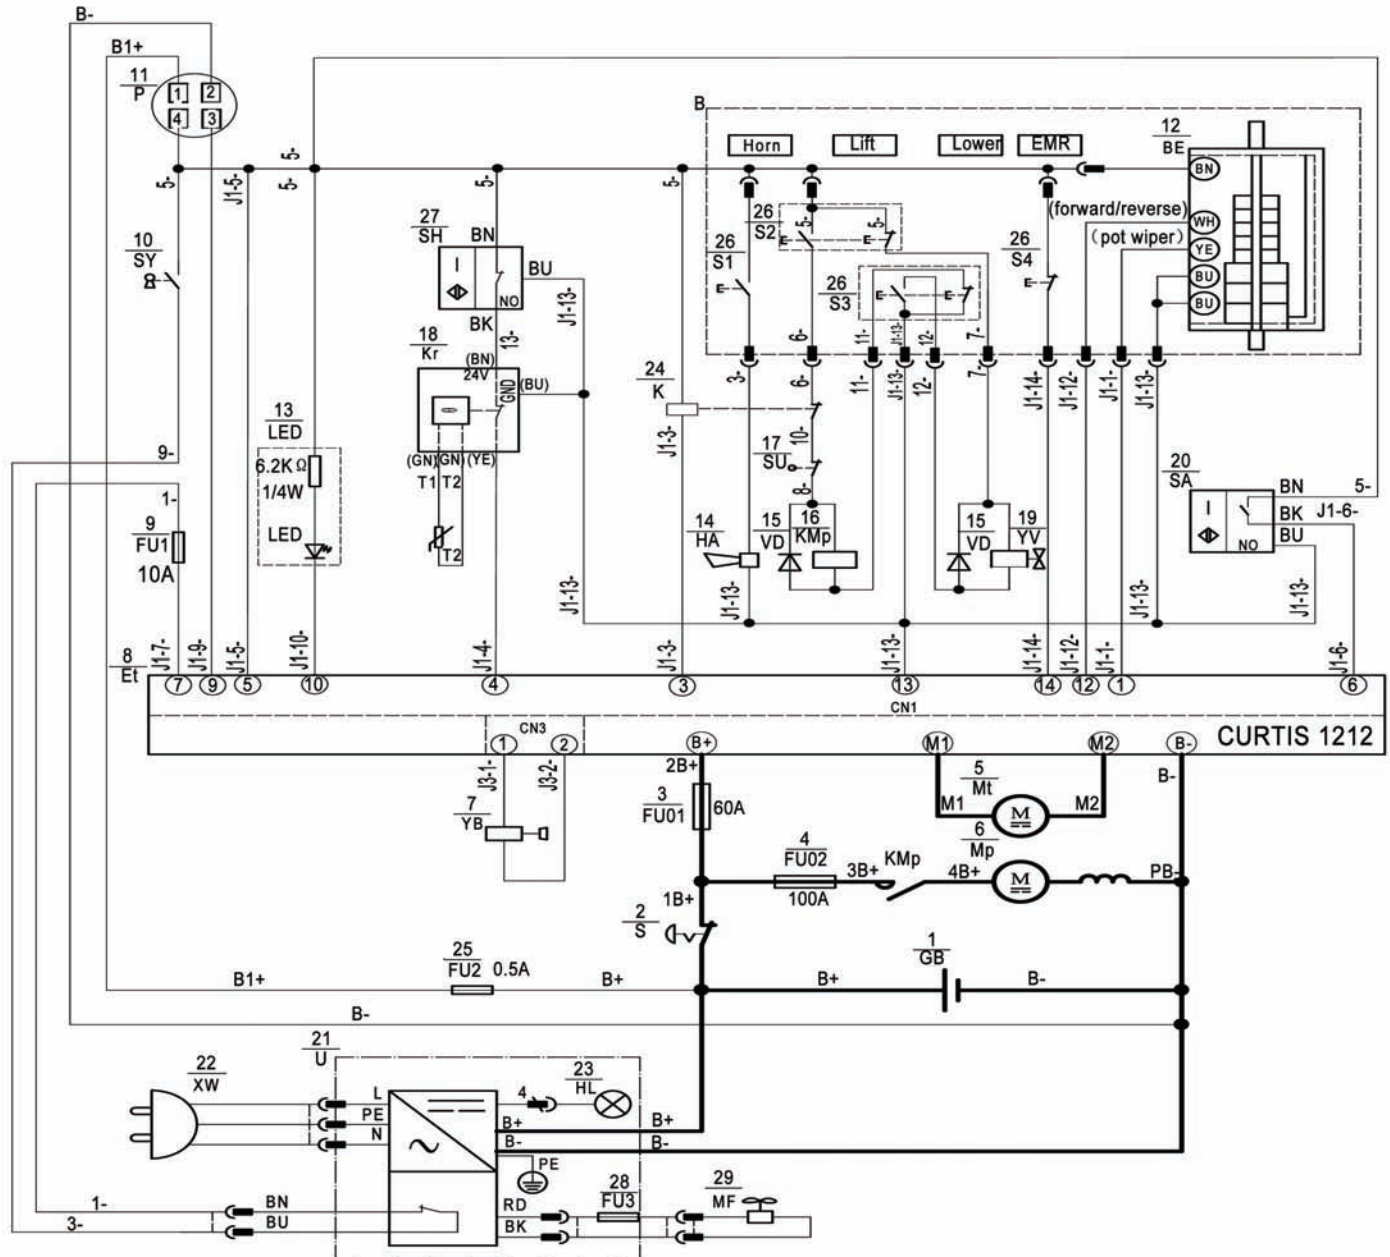 B-
B1+
11
P
1 2
4 3
B
Horn Lift Lower EMR
12
BE
BN
5- 5- 5- 5- 5-
J1-5-
(forward/reverse)
WH
(pot wiper)
YE
BU
BU
10
SY
27
SH
BN
BU
I
NO
BK
13-
J1-13-
26
S1
26
S2
5- 5-
26
S3
26
S4
18
Kr
(BN)
24V
GND
(BU)
(GN) (GN) (YE)
T1 T2
T2
6- 11- J1-13- 12- 7-
3- 6- 11- J1-13- 12- 7- J1-14- J1-12- J1-1- J1-13-
24
K
J1-3-
10-
17
SU
8-
13
LED
6.2KΩ
1/4W
LED
9-
1-
9
FU1
10A
14
HA
15
VD
16
KMp
15
VD
19
YV
20
SA
I
NO
BN 5-
BK J1-6-
BU
J1-13- J1-13- J1-13- J1-13-
8
Et
J1-7- J1-9- J1-5- J1-10- J1-4- J1-3- J1-13- J1-14- J1-12- J1-1- J1-6-
7 9 5 10 4 3 13 14 12 1 6
CN1
CN3
1 2 B+ M1 M2 B-
CURTIS 1212
J3-1- J3-2-
7
YB
2B+
3
FU01
60A
5
Mt
M1 M M2
B-
6
Mp
4
FU02
100A
3B+ KMp 4B+ M PB-
1B+
2
S
25
FU2 0.5A
B1+ B+
1
GB
B+ B-
B-
21
U
22
XW
L
PE
N
23
HL
4
B+ B+
B- B-
PE
28
FU3
29
MF
RD
BK
1- BN
3- BU